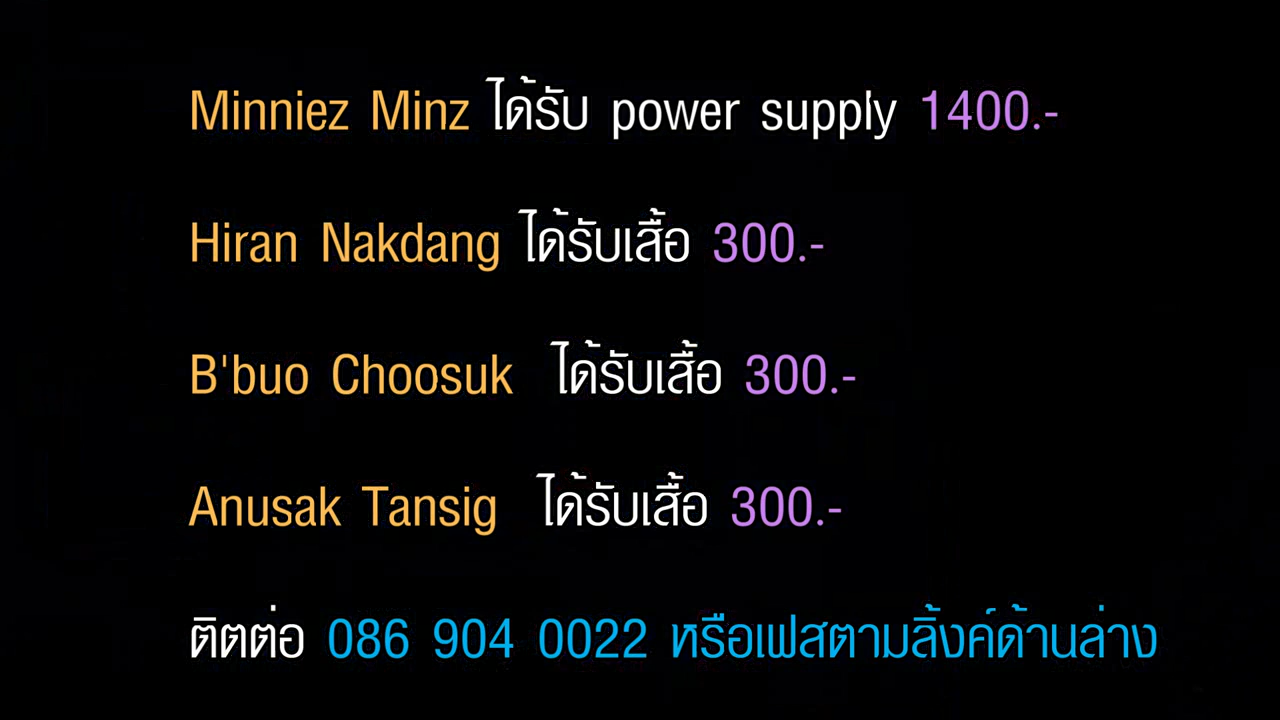 Minniez Minz ได้รับ power supply 1400.-
Hiran Nakdang ได้รับเสื้อ 300.-
B'buo Choosuk ได้รับเสื้อ 300.-
Anusak Tansig ได้รับเสื้อ 300.-
ติตต่อ 086 904 0022 หรือเฟสตามลิ้งค์ด้านล่าง